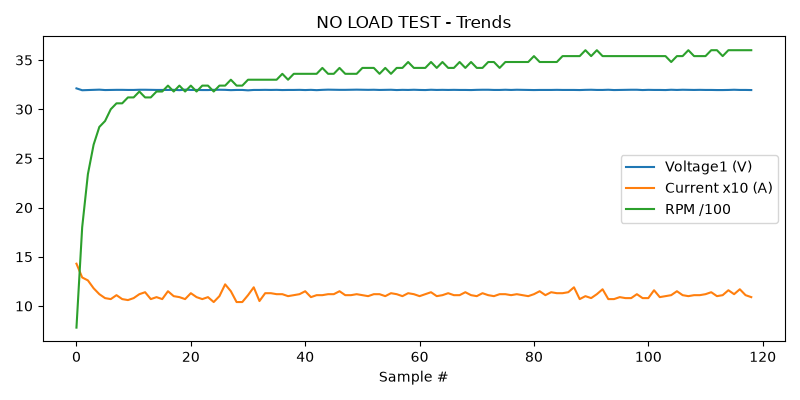 NO LOAD TEST - Trends
35
30
25
20
15
10
Voltage1 (V)
Current x10 (A)
RPM /100
0 20 40 60 80 100 120
Sample #